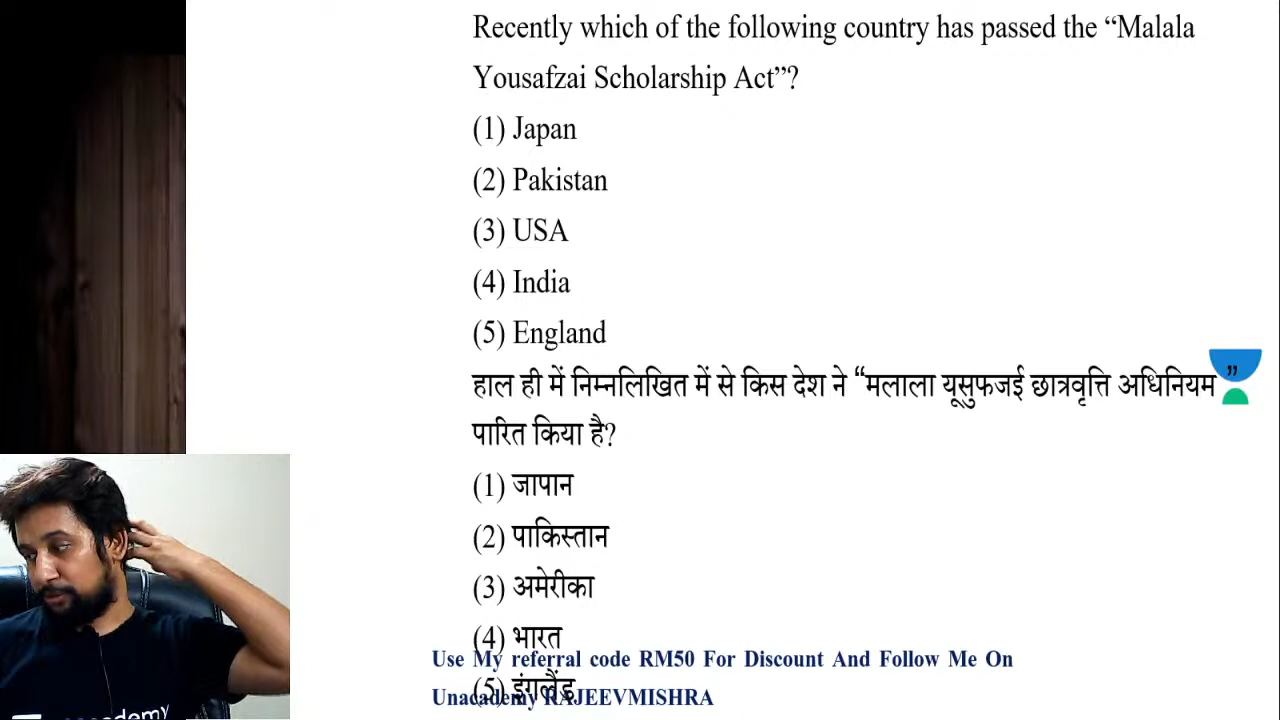 Recently which of the following country has passed the “Malala
Yousafzai Scholarship Act”?
(1) Japan
(2) Pakistan
(3) USA
(4) India
(5) England
हाल ही में निम्नलिखित में से किस देश ने “मलाला यूसुफजई छात्रवृत्ति अधिनियम ”
पारित किया है?
(1) जापान
(2) पाकिस्तान
(3) अमेरीका
(4) भारत
Use My referral code RM50 For Discount And Follow Me On
(5) इंगलैंड
Unacademy RAJEEVMISHRA